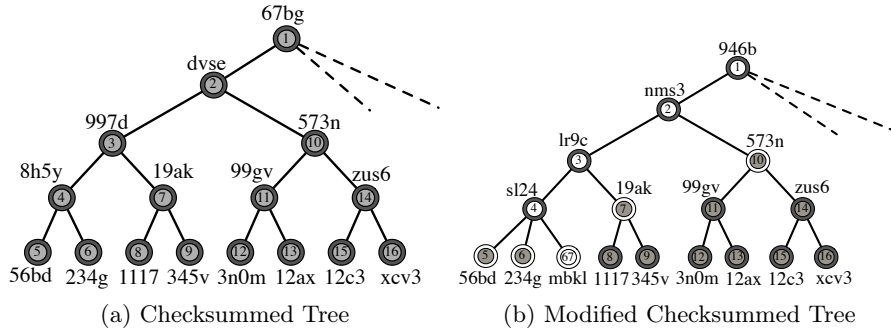 67bg
1
dvse
2
997d
573n
3
10
8h5y
19ak
99gv
zus6
4
7
11
14
5
6
8
9
12
13
15
16
56bd
234g
1117
345v
3n0m
12ax
12c3
xcv3
(a) Checksummed Tree
946b
1
nms3
2
lr9c
573n
3
10
sl24
19ak
99gv
zus6
4
7
11
14
5
6
67
8
9
12
13
15
16
56bd
234g
mbkl
1117
345v
3n0m
12ax
12c3
xcv3
(b) Modified Checksummed Tree